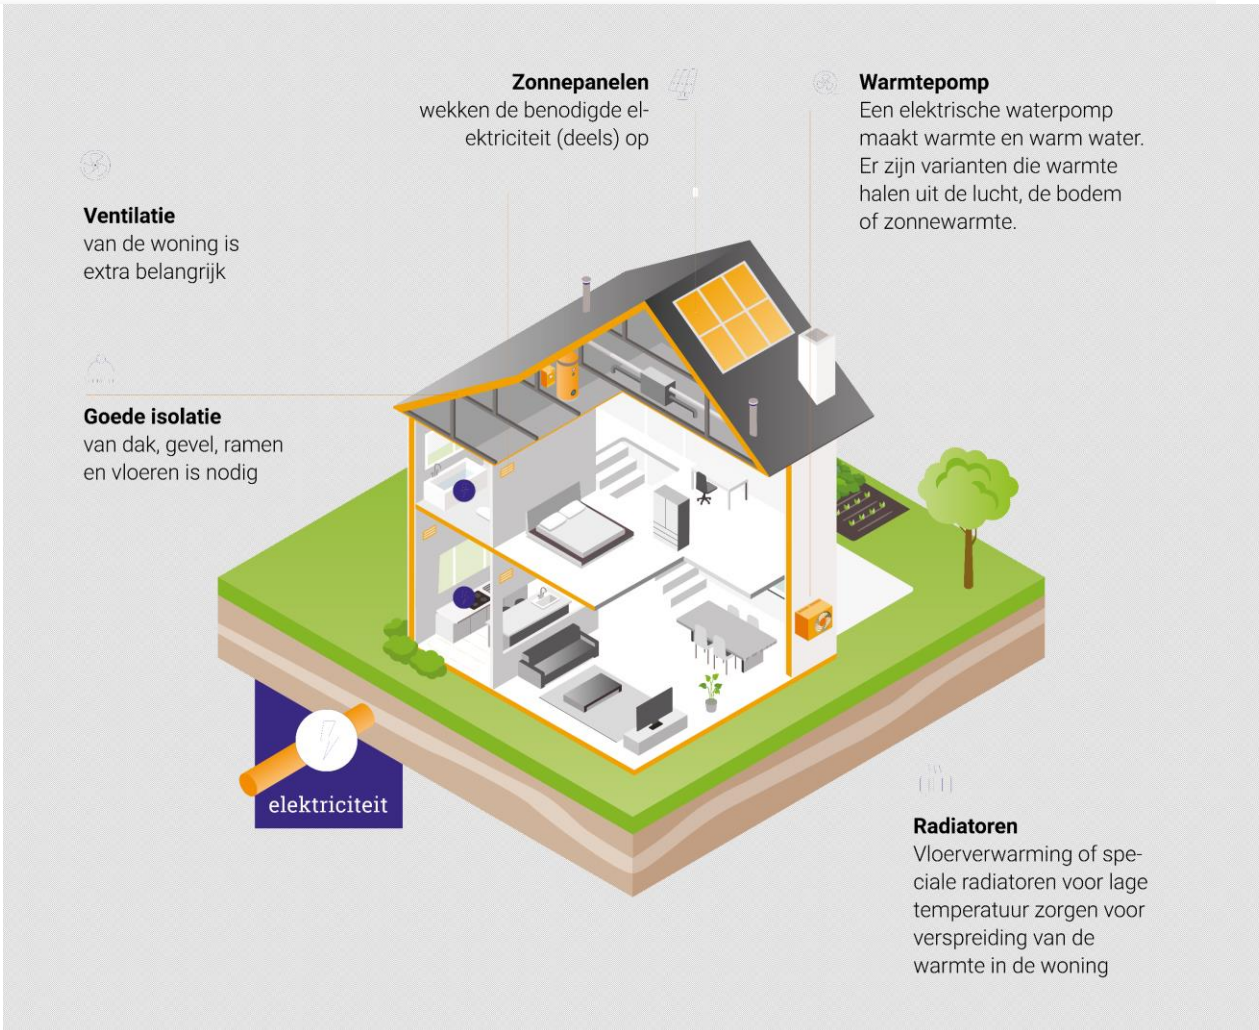 Zonnepanelen
wekken de benodigde el-
ektriciteit (deels) op
Warmtepomp
Een elektrische waterpomp
maakt warmte en warm water.
Er zijn varianten die warmte
halen uit de lucht, de bodem
of zonnewarmte.
Ventilatie
van de woning is
extra belangrijk
Goede isolatie
van dak, gevel, ramen
en vloeren is nodig
elektriciteit
Radiatoren
Vloerverwarming of spe-
ciale radiatoren voor lage
temperatuur zorgen voor
verspreiding van de
warmte in de woning